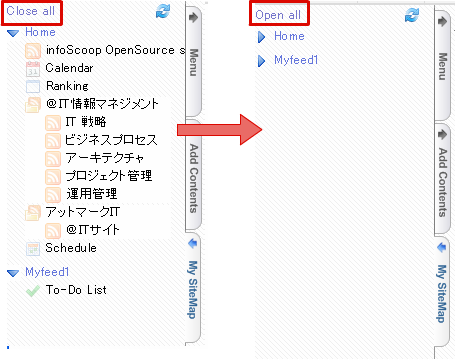 Close all
Home
infoScoop OpenSource s
Calendar
Ranking
@IT情報マネジメント
IT 戦略
ビジネスプロセス
アーキテクチャ
プロジェクト管理
運用管理
アットマークIT
@ITサイト
Schedule
Myfeed1
To-Do List
Menu
Add Contents
My SiteMap
Open all
Home
Myfeed1
Menu
Add Contents
My SiteMap